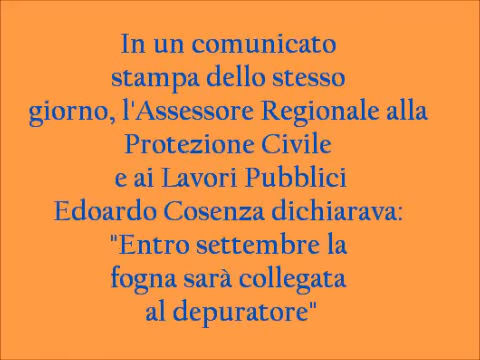 In un comunicato
stampa dello stesso
giorno, l'Assessore Regionale alla
Protezione Civile
e ai Lavori Pubblici
Edoardo Cosenza dichiarava:
"Entro settembre la
fogna sarà collegata
al depuratore"